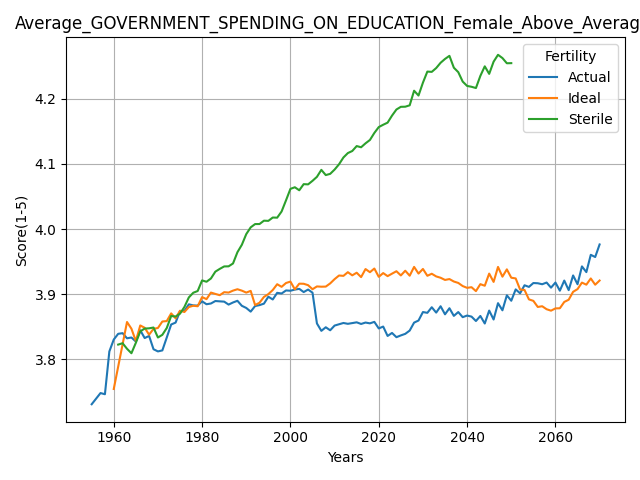 Average_GOVERNMENT_SPENDING_ON_EDUCATION_Female_Above_Averag
Fertility
Actual
Ideal
Sterile
Score(1-5)
4.2
4.1
4.0
3.9
3.8
1960 1980 2000 2020 2040 2060
Years